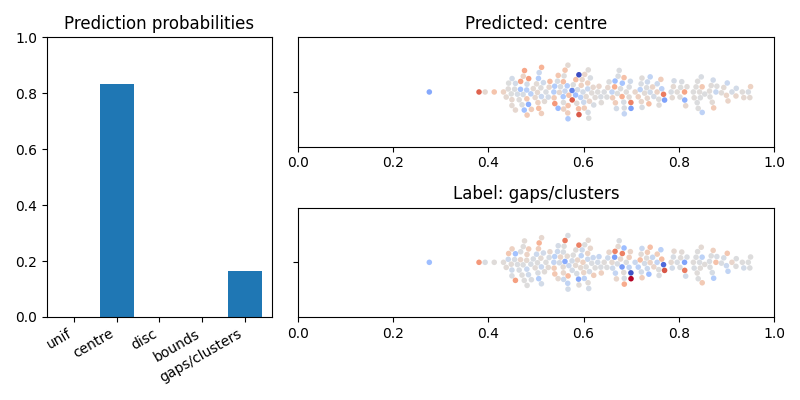 Prediction probabilities
1.0
0.8
0.6
0.4
0.2
0.0
unif
centre
disc
bounds
gaps/clusters
Predicted: centre
0.0 0.2 0.4 0.6 0.8 1.0
Label: gaps/clusters
0.0 0.2 0.4 0.6 0.8 1.0